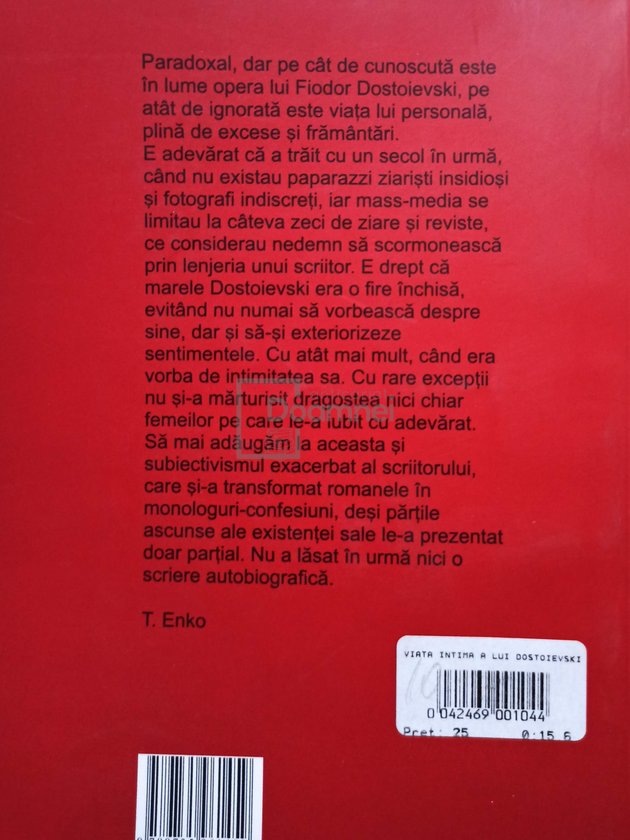 Paradoxal, dar pe cât de cunoscută este
în lume opera lui Fiodor Dostoievski, pe
atât de ignorată este viața lui personală,
plină de excese și frământări.
E adevărat că a trăit cu un secol în urmă,
când nu existau paparazzi ziariști insidioși
și fotografi indiscreți, iar mass-media se
limitau la câteva zeci de ziare și reviste,
ce considerau nedemn să scormonească
prin lenjeria unui scriitor. E drept că
marele Dostoievski era o fire închisă,
evitând nu numai să vorbească despre
sine, dar și să-și exteriorizeze
sentimentele. Cu atât mai mult, când era
vorba de intimitatea sa. Cu rare excepții
nu și-a mărturisit dragostea nici chiar
femeilor pe care le-a iubit cu adevărat.
Să mai adăugăm la aceasta și
subiectivismul exacerbat al scriitorului,
care și-a transformat romanele în
monologuri-confesiuni, deși părțile
ascunse ale existenței sale le-a prezentat
doar parțial. Nu a lăsat în urmă nici o
scriere autobiografică.
T. Enko
VIATA INTIMA A LUI DOSTOIEVSKI
0 042469 001044
Pret: 25 0:15 6